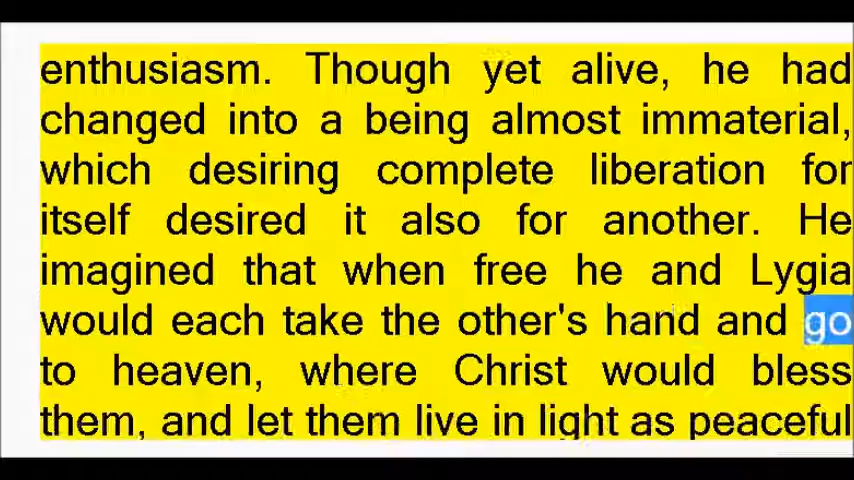 enthusiasm. Though yet alive, he had
changed into a being almost immaterial,
which desiring complete liberation for
itself desired it also for another. He
imagined that when free he and Lygia
would each take the other's hand and go
to heaven, where Christ would bless
them, and let them live in light as peaceful